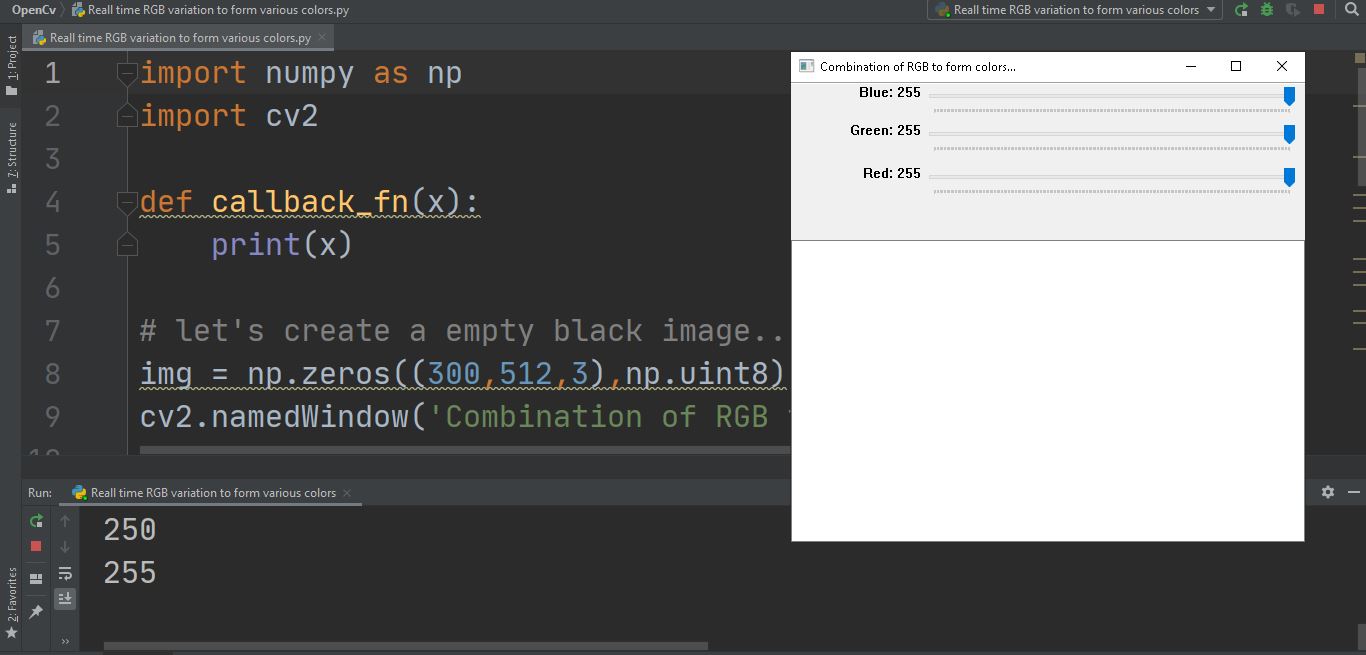 OpenCv
Reall time RGB variation to form various colors.py
Reall time RGB variation to form various colors
Reall time RGB variation to form various colors.py
1: Project
7: Structure
2: Favorites
1 import numpy as np
2 import cv2
3
4 def callback_fn(x):
5 print(x)
6
7 # let's create a empty black image..
8 img = np.zeros((300,512,3),np.uint8)
9 cv2.namedWindow('Combination of RGB
Combination of RGB to form colors...
Blue: 255
Green: 255
Red: 255
Run:
Reall time RGB variation to form various colors
250
255